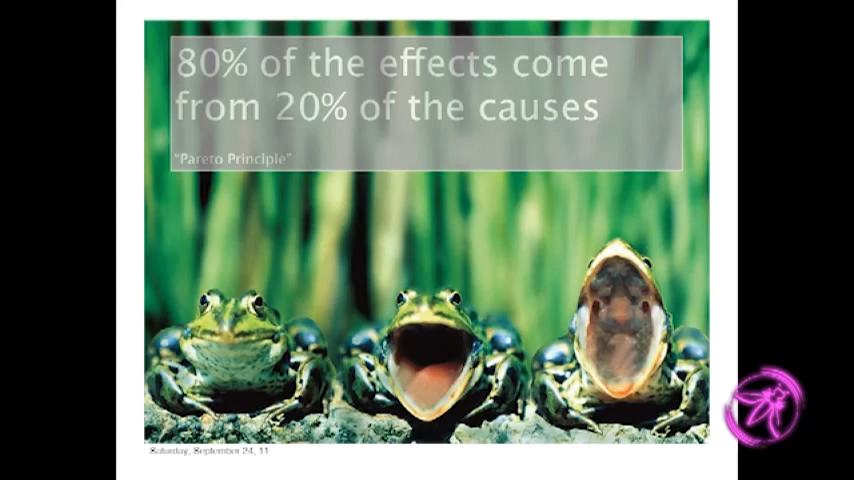 80% of the effects come
from 20% of the causes
"Pareto Principle"
Saturday, September 24, 11